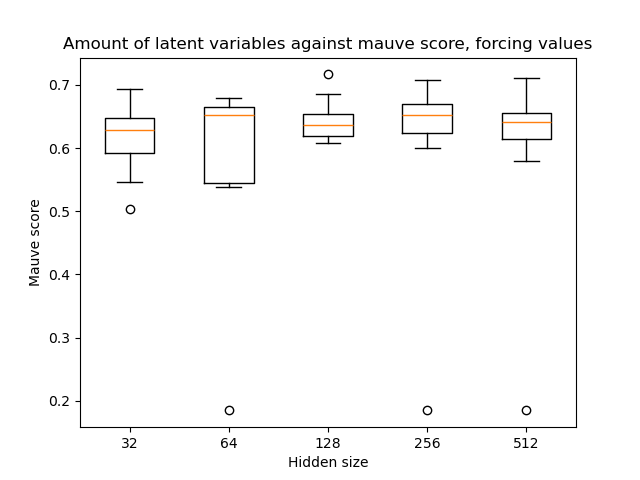 Amount of latent variables against mauve score, forcing values
0.7
0.6
0.5
0.4
0.3
0.2
Mauve score
32 64 128 256 512
Hidden size